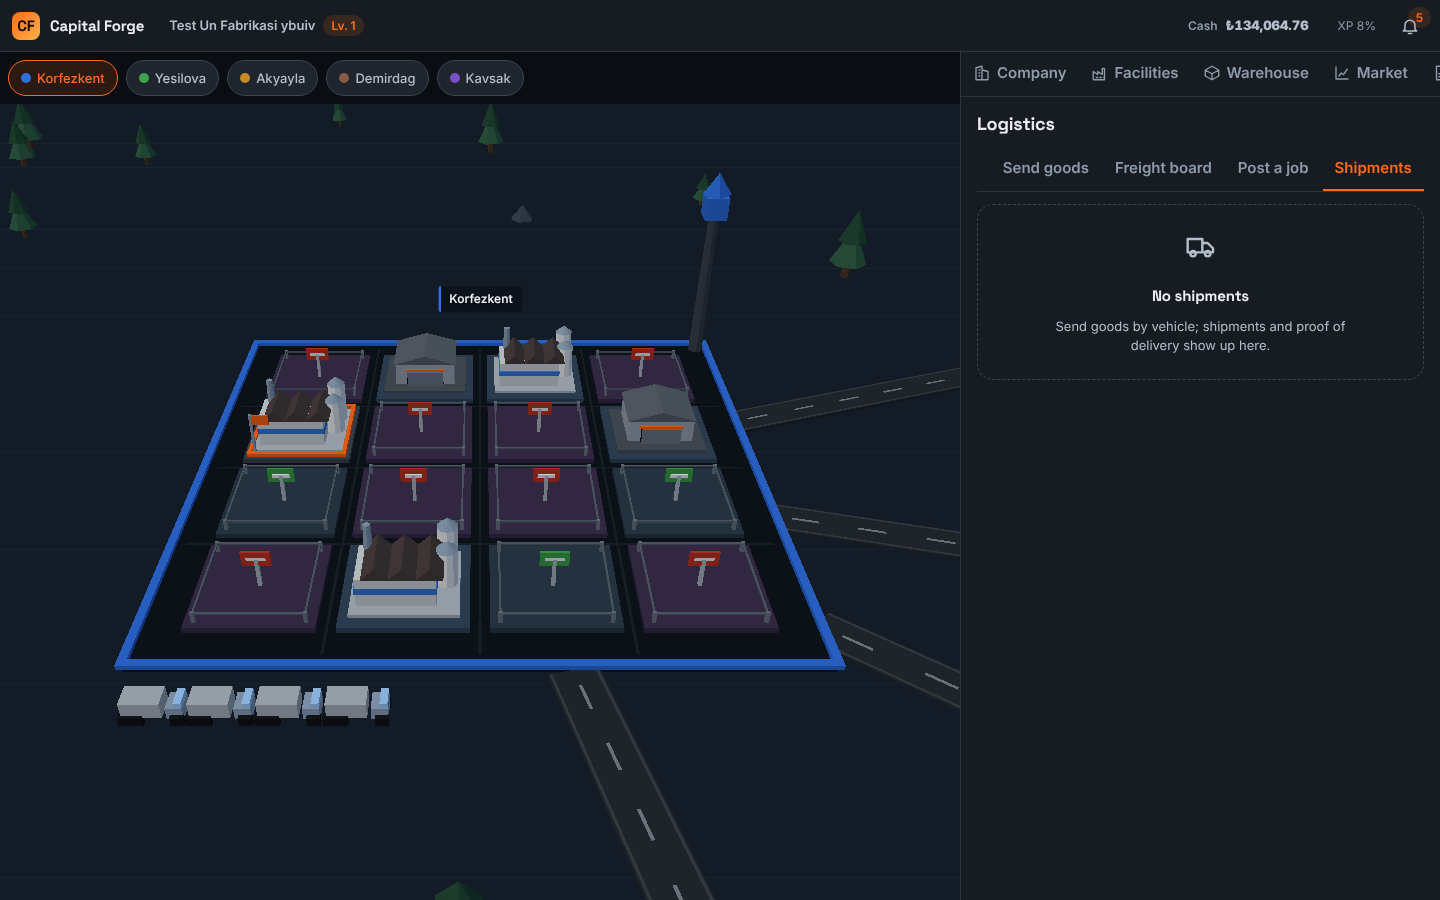 CF Capital Forge Test Un Fabrikasi ybuiv Lv. 1 Cash ₺134,064.76 XP 8% 5
Korfezkent Yesilova Akyayla Demirdag Kavsak
Company Facilities Warehouse Market
Logistics
Send goods Freight board Post a job Shipments
No shipments
Send goods by vehicle; shipments and proof of
delivery show up here.
Korfezkent